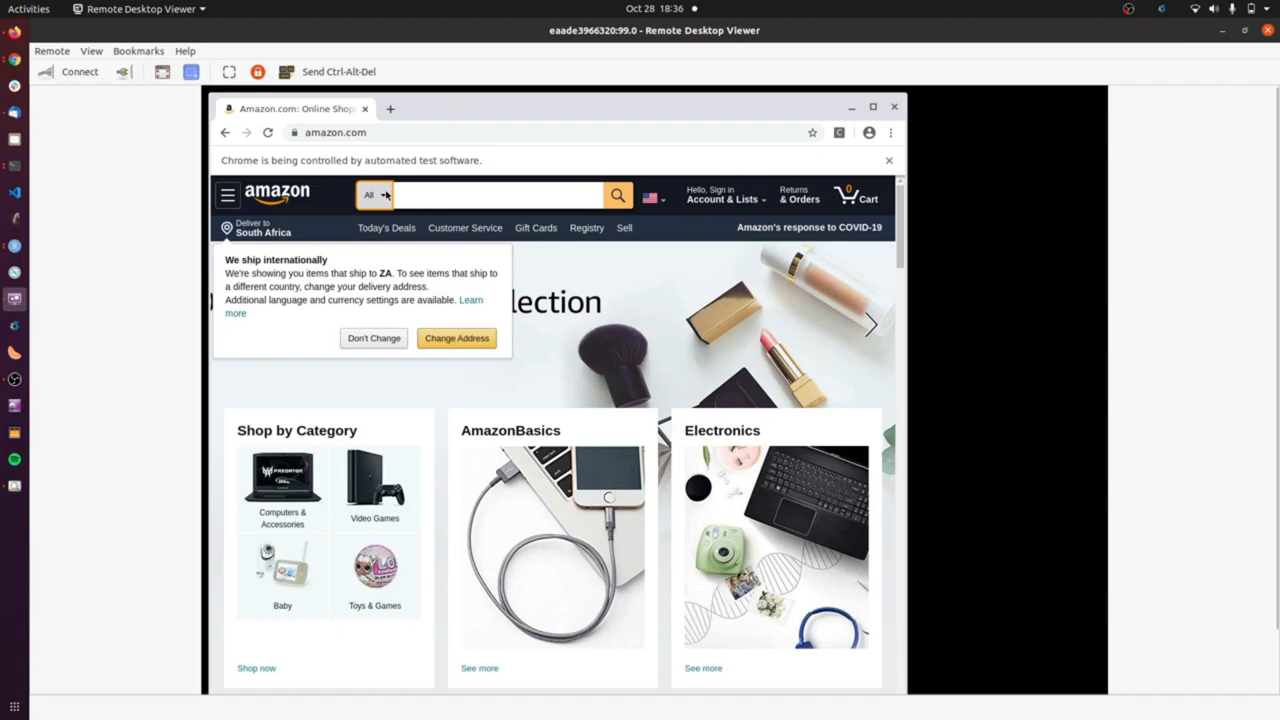 Activities
Remote Desktop Viewer
Oct 28 18:36
eaade3966320:99.0 - Remote Desktop Viewer
Remote View Bookmarks Help
Connect
Send Ctrl-Alt-Del
Amazon.com: Online Shop
amazon.com
Chrome is being controlled by automated test software.
amazon
All
Hello, Sign in
Account & Lists
Returns
& Orders
0
Cart
Deliver to
South Africa
Today's Deals Customer Service Gift Cards Registry Sell
Amazon's response to COVID-19
We ship internationally
We're showing you items that ship to ZA. To see items that ship to
a different country, change your delivery address.
Additional language and currency settings are available. Learn
more
Don't Change
Change Address
llection
Shop by Category
PREDATOR
Computers &
Accessories
Video Games
Baby
Toys & Games
Shop now
AmazonBasics
See more
Electronics
See more